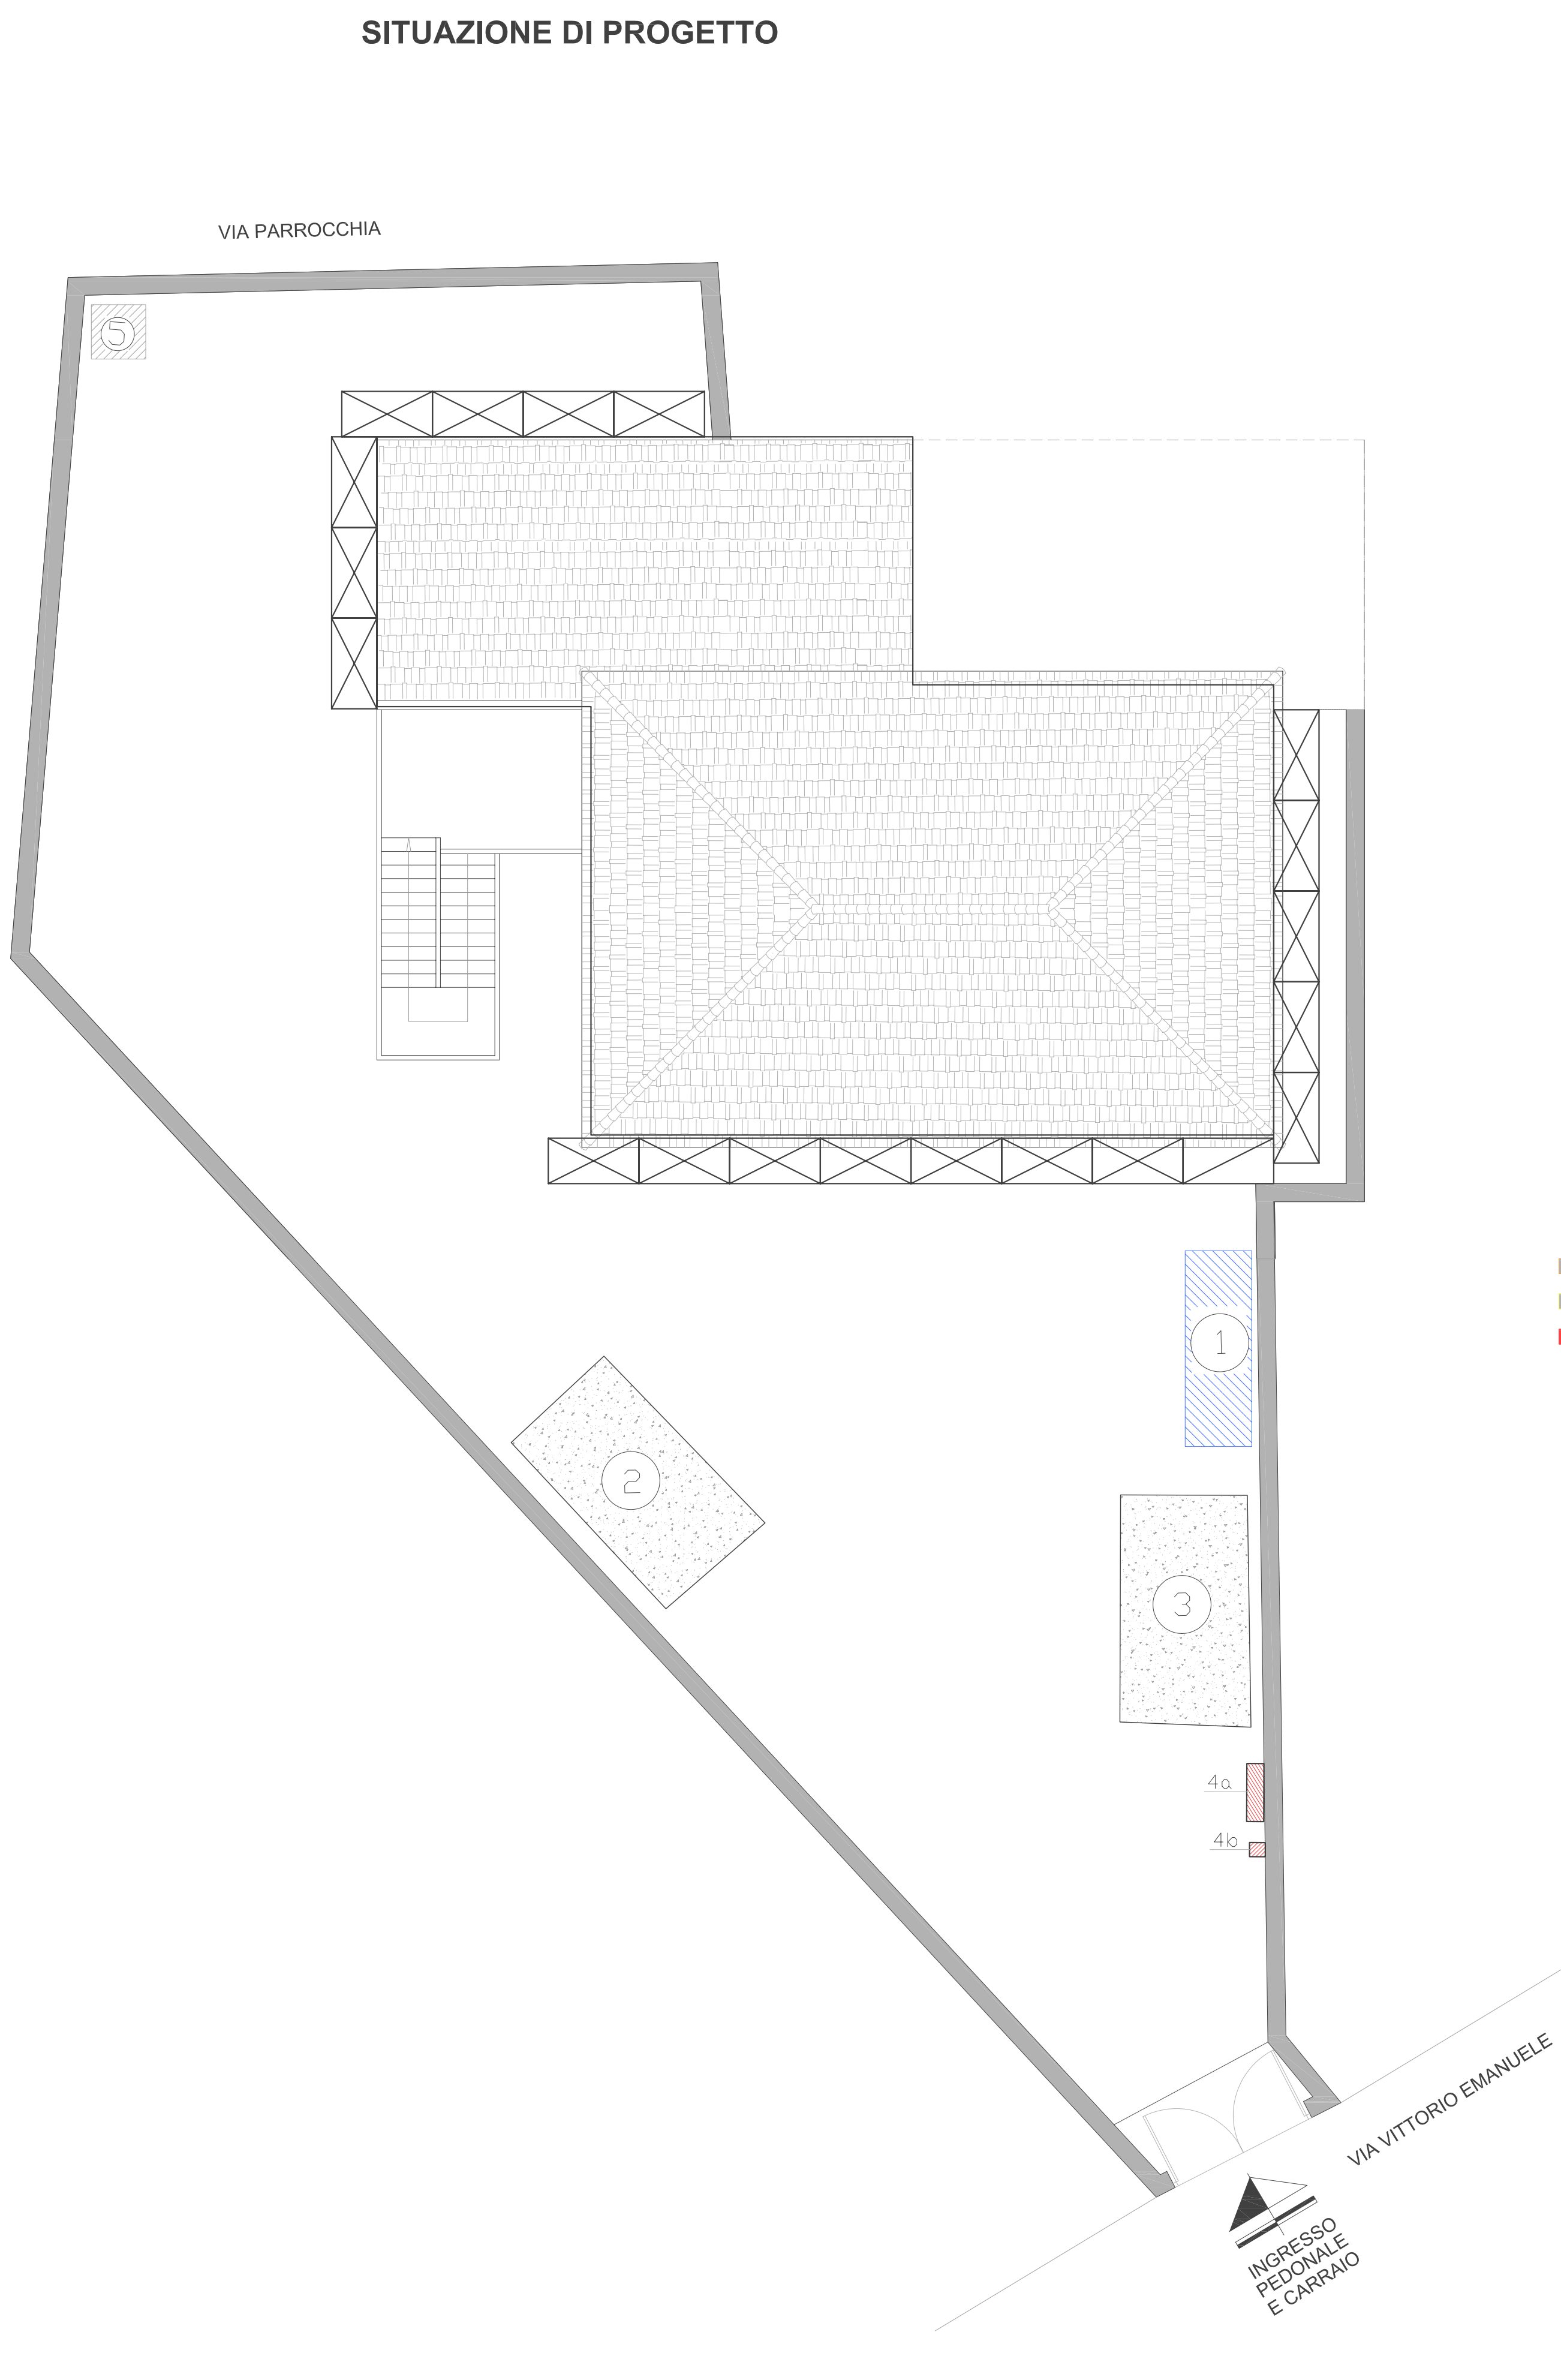 SITUAZIONE DI PROGETTO
VIA PARROCCHIA
5
1
2
3
4a
4b
VIA VITTORIO EMANUELE
INGRESSO
PEDONALE
E CARRAIO